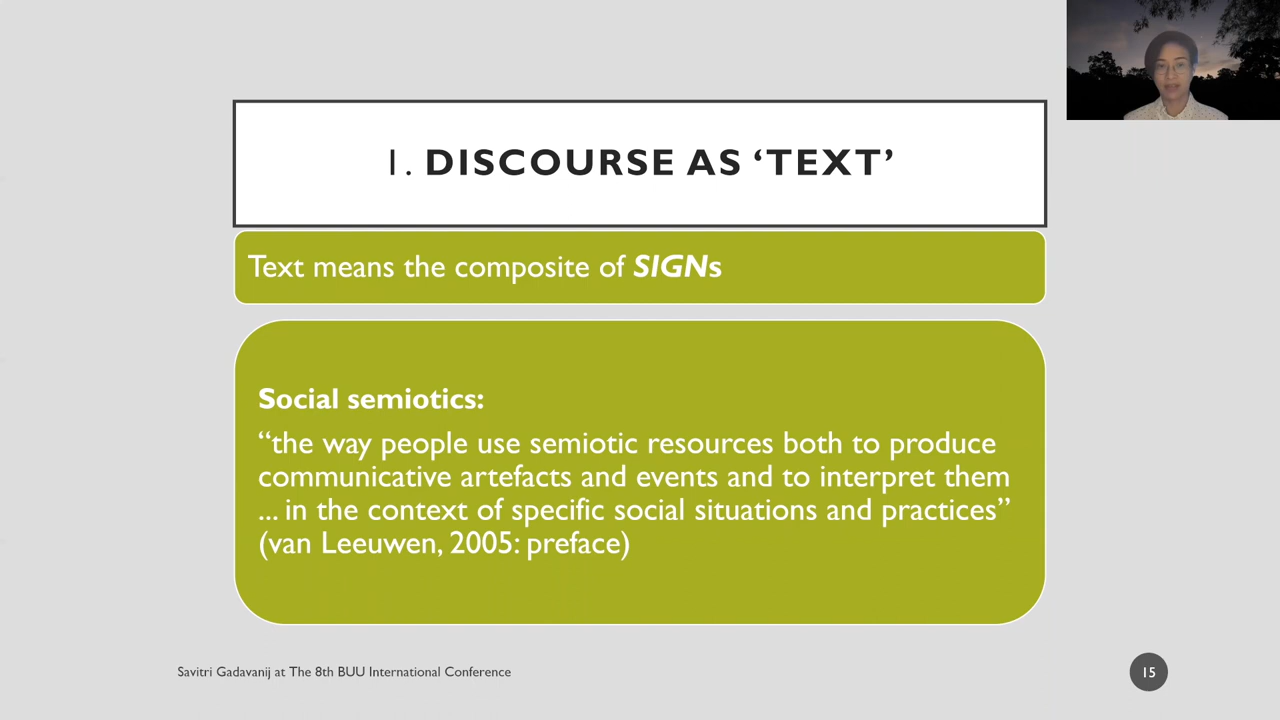 1. DISCOURSE AS ‘TEXT’
Text means the composite of SIGNs
Social semiotics:
“the way people use semiotic resources both to produce
communicative artefacts and events and to interpret them
... in the context of specific social situations and practices”
(van Leeuwen, 2005: preface)
Savitri Gadavanij at The 8th BUU International Conference
15